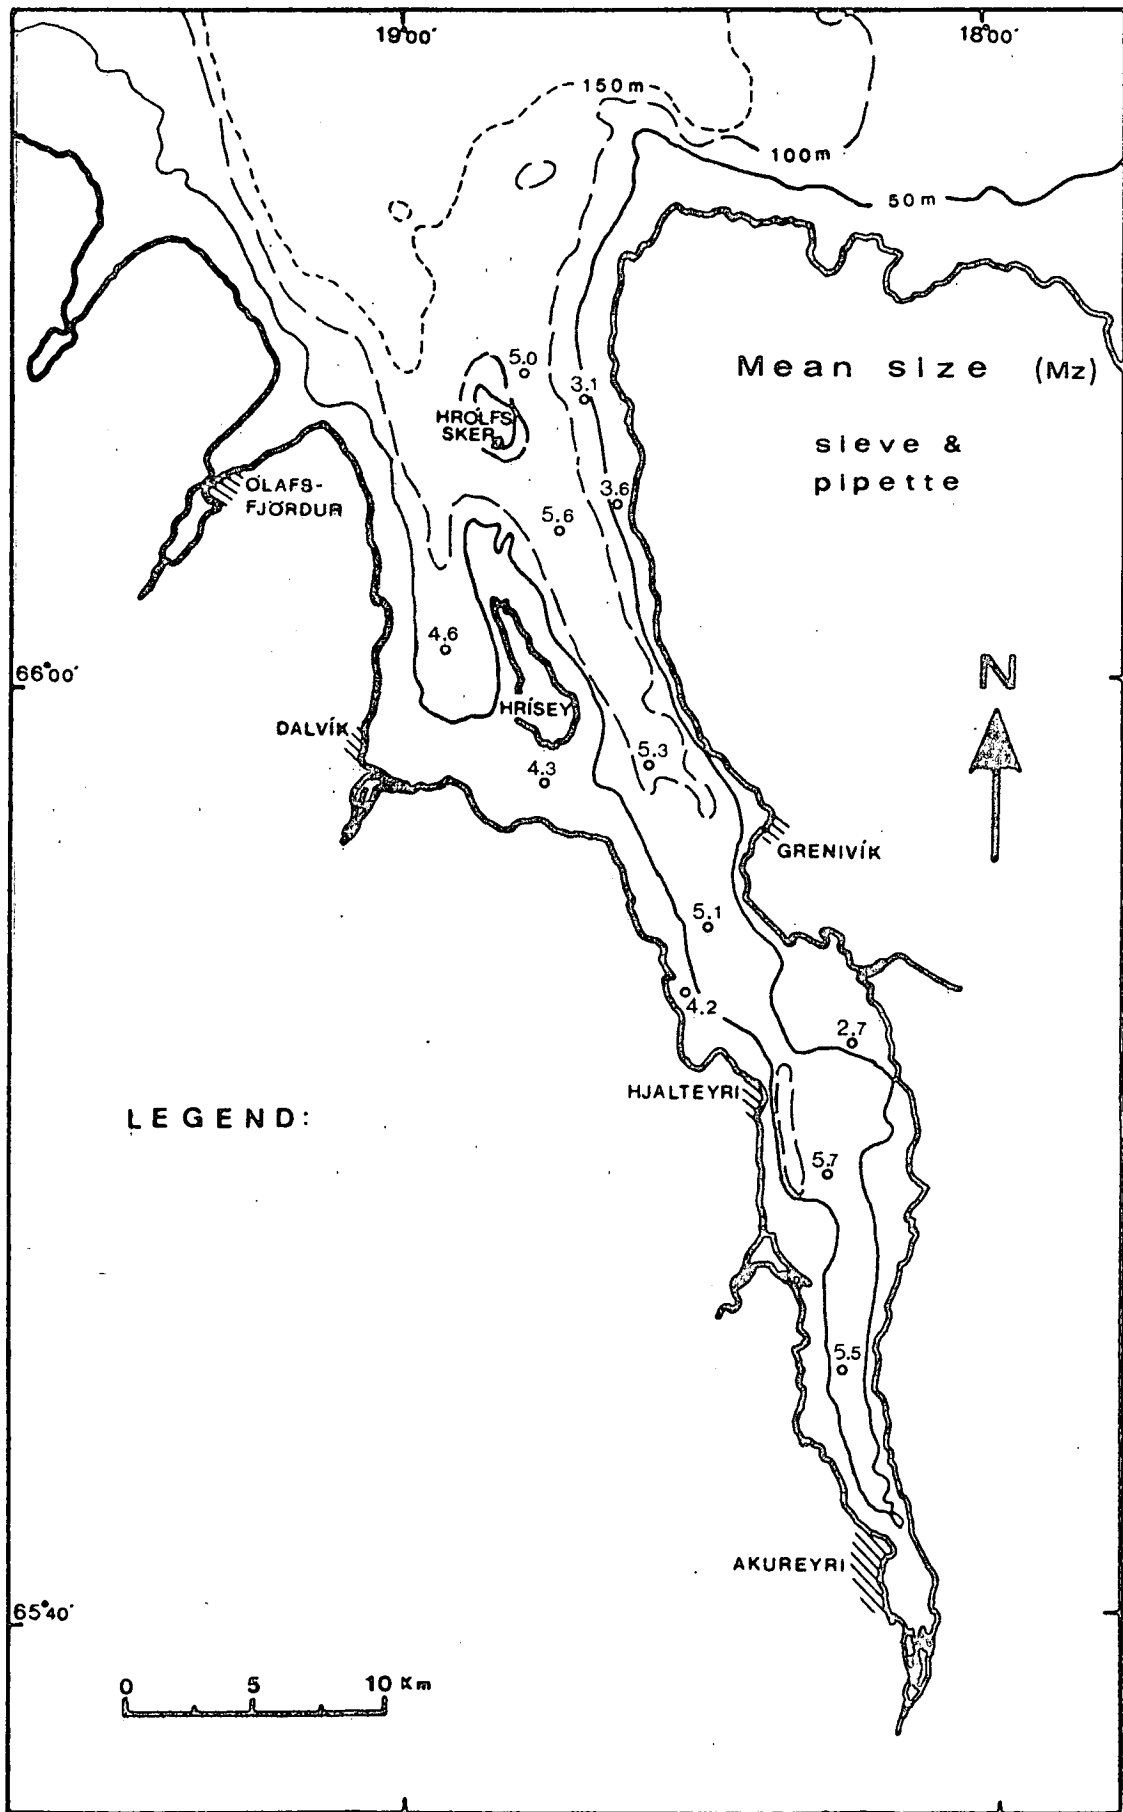 19°00'
18°00'
150m
100m
50m
Mean size (Mz)
sieve &
pipette
5.0
3.1
HRÓLFS
SKER
ÓLAFS-
FJÖRÐUR
3.6
5.6
4.6
66°00'
N
HRÍSEY
DALVÍK
5.3
4.3
GRENIVÍK
5.1
4.2
2.7
HJALTEYRI
LEGEND:
5.7
5.5
AKUREYRI
65°40'
0 5 10 Km